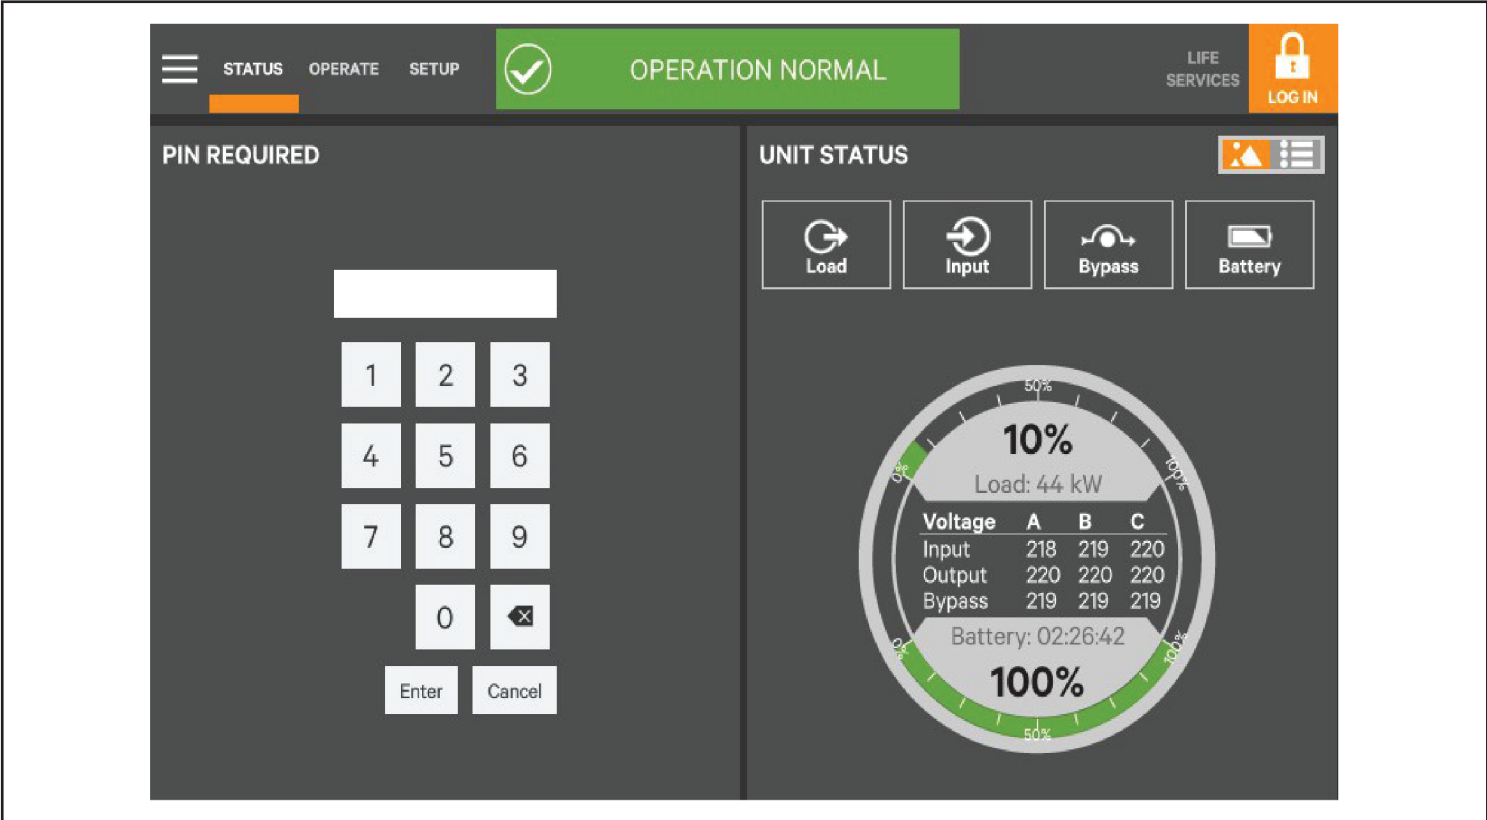 STATUS OPERATE SETUP
OPERATION NORMAL
LIFE
SERVICES
LOG IN
PIN REQUIRED
1 2 3
4 5 6
7 8 9
0
Enter Cancel
UNIT STATUS
Load Input Bypass Battery
50%
0% 100%
10%
Load: 44 kW
Voltage A B C
Input 218 219 220
Output 220 220 220
Bypass 219 219 219
Battery: 02:26:42
0% 100%
100%
50%